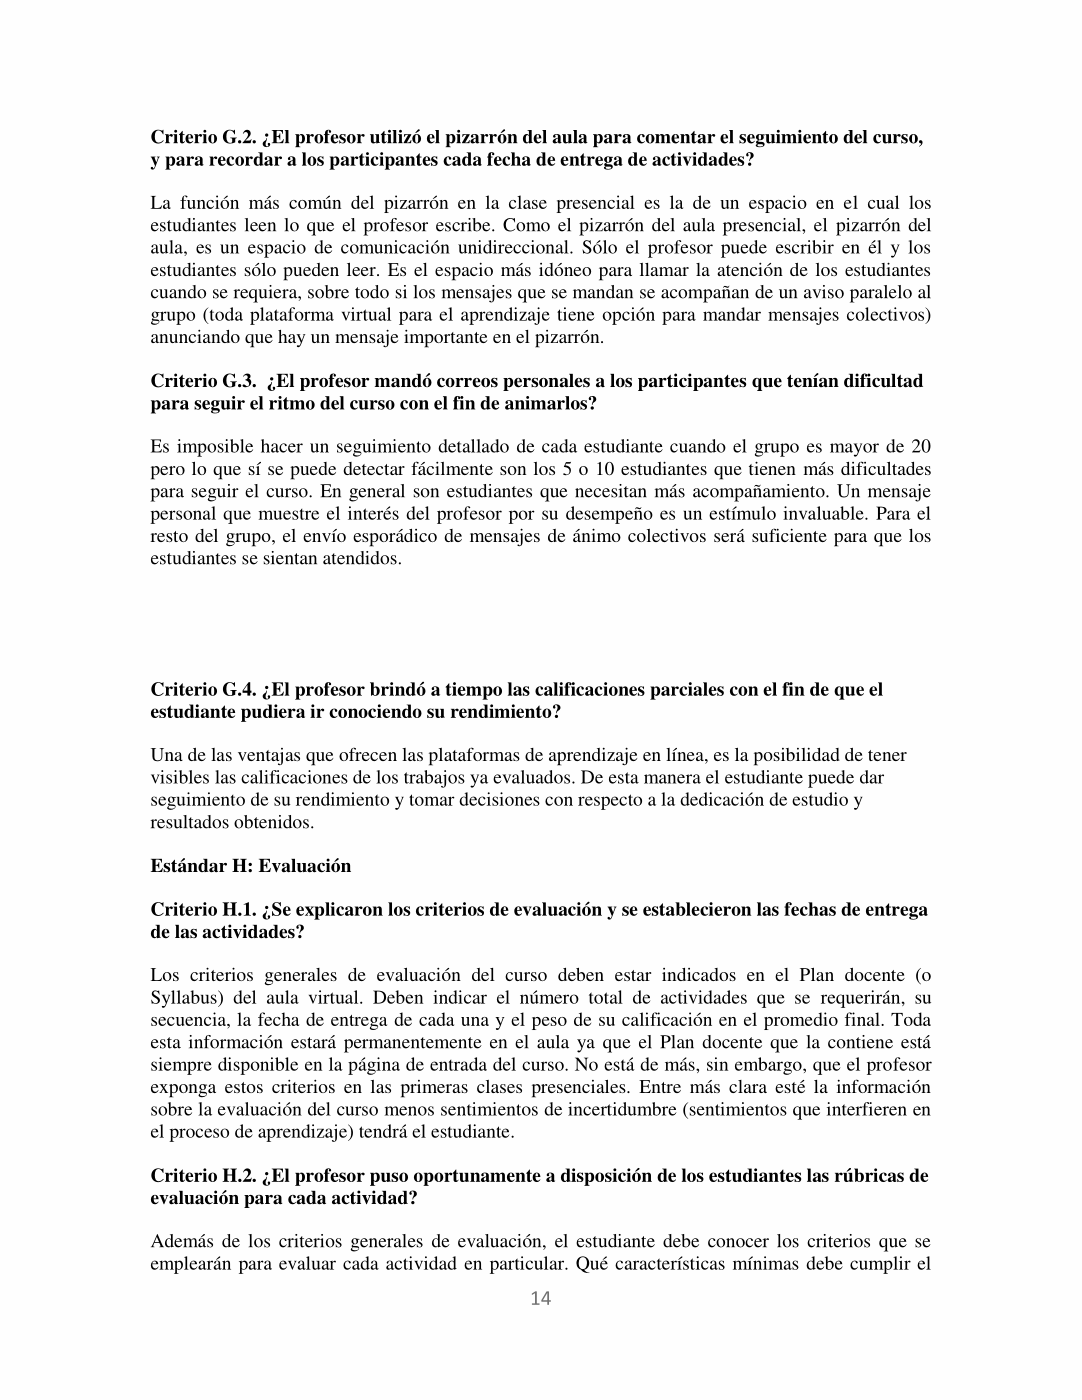 Criterio G.2. ¿El profesor utilizó el pizarrón del aula para comentar el seguimiento del curso,
y para recordar a los participantes cada fecha de entrega de actividades?
La función más común del pizarrón en la clase presencial es la de un espacio en el cual los
estudiantes leen lo que el profesor escribe. Como el pizarrón del aula presencial, el pizarrón del
aula, es un espacio de comunicación unidireccional. Sólo el profesor puede escribir en él y los
estudiantes sólo pueden leer. Es el espacio más idóneo para llamar la atención de los estudiantes
cuando se requiera, sobre todo si los mensajes que se mandan se acompañan de un aviso paralelo al
grupo (toda plataforma virtual para el aprendizaje tiene opción para mandar mensajes colectivos)
anunciando que hay un mensaje importante en el pizarrón.
Criterio G.3.  ¿El profesor mandó correos personales a los participantes que tenían dificultad
para seguir el ritmo del curso con el fin de animarlos?
Es imposible hacer un seguimiento detallado de cada estudiante cuando el grupo es mayor de 20
pero lo que sí se puede detectar fácilmente son los 5 o 10 estudiantes que tienen más dificultades
para seguir el curso. En general son estudiantes que necesitan más acompañamiento. Un mensaje
personal que muestre el interés del profesor por su desempeño es un estímulo invaluable. Para el
resto del grupo, el envío esporádico de mensajes de ánimo colectivos será suficiente para que los
estudiantes se sientan atendidos.
Criterio G.4. ¿El profesor brindó a tiempo las calificaciones parciales con el fin de que el
estudiante pudiera ir conociendo su rendimiento?
Una de las ventajas que ofrecen las plataformas de aprendizaje en línea, es la posibilidad de tener
visibles las calificaciones de los trabajos ya evaluados. De esta manera el estudiante puede dar
seguimiento de su rendimiento y tomar decisiones con respecto a la dedicación de estudio y
resultados obtenidos.
Estándar H: Evaluación
Criterio H.1. ¿Se explicaron los criterios de evaluación y se establecieron las fechas de entrega
de las actividades?
Los criterios generales de evaluación del curso deben estar indicados en el Plan docente (o
Syllabus) del aula virtual. Deben indicar el número total de actividades que se requerirán, su
secuencia, la fecha de entrega de cada una y el peso de su calificación en el promedio final. Toda
esta información estará permanentemente en el aula ya que el Plan docente que la contiene está
siempre disponible en la página de entrada del curso. No está de más, sin embargo, que el profesor
exponga estos criterios en las primeras clases presenciales. Entre más clara esté la información
sobre la evaluación del curso menos sentimientos de incertidumbre (sentimientos que interfieren en
el proceso de aprendizaje) tendrá el estudiante.
Criterio H.2. ¿El profesor puso oportunamente a disposición de los estudiantes las rúbricas de
evaluación para cada actividad?
Además de los criterios generales de evaluación, el estudiante debe conocer los criterios que se
emplearán para evaluar cada actividad en particular. Qué características mínimas debe cumplir el
14